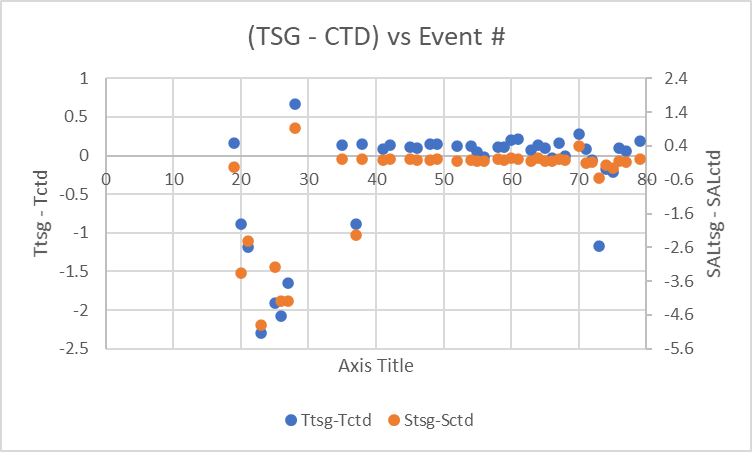 (TSG - CTD) vs Event #
1
0.5
0
-0.5
-1
-1.5
-2
-2.5
2.4
1.4
0.4
-0.6
-1.6
-2.6
-3.6
-4.6
-5.6
0 10 20 30 40 50 60 70 80
Ttsg - Tctd
SALtsg - SALctd
Axis Title
Ttsg-Tctd Stsg-Sctd